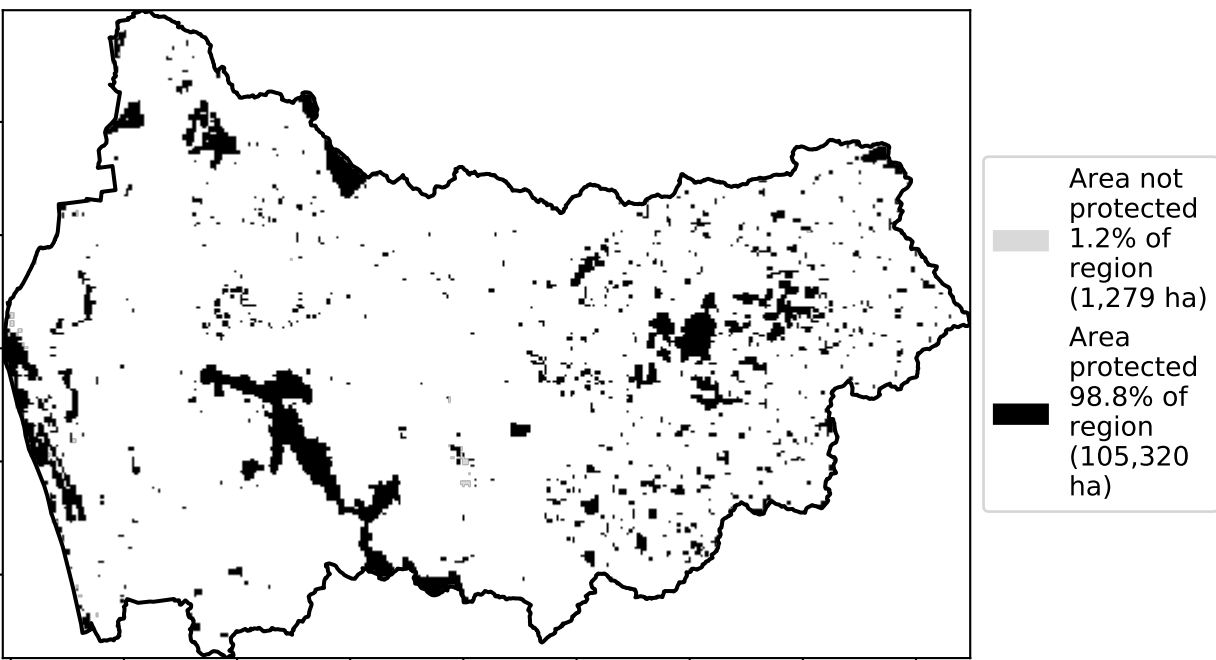 Area not
protected
1.2% of
region
(1,279 ha)
Area
protected
98.8% of
region
(105,320
ha)